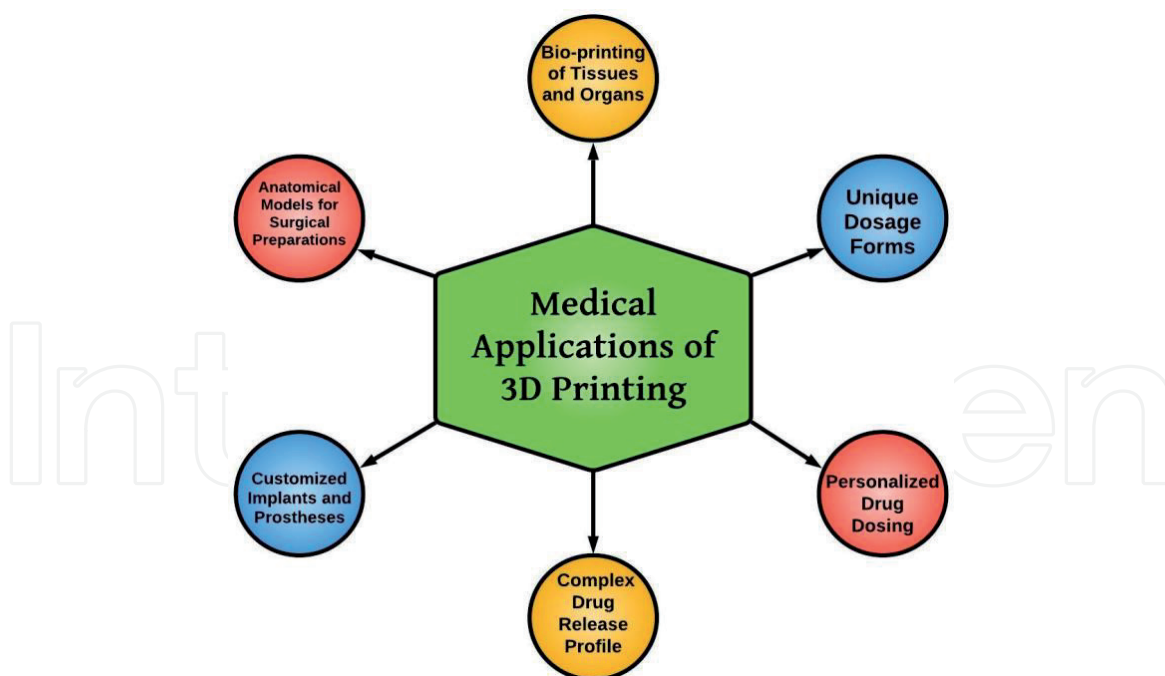 Bio-printing
of Tissues
and Organs
Anatomical
Models for
Surgical
Preparations
Unique
Dosage
Forms
Medical
Applications of
3D Printing
Customized
Implants and
Prostheses
Personalized
Drug
Dosing
Complex
Drug
Release
Profile